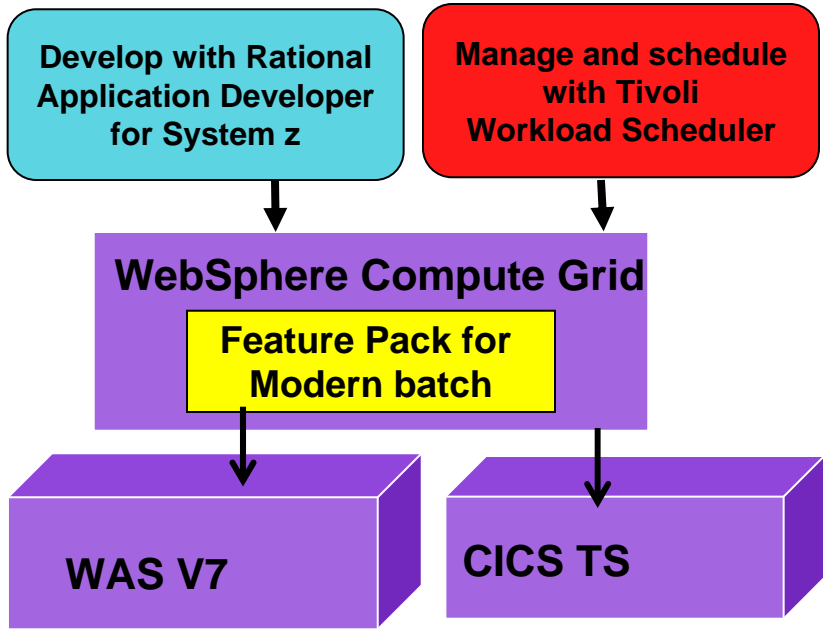 Develop with Rational
Application Developer
for System z
Manage and schedule
with Tivoli
Workload Scheduler
WebSphere Compute Grid
Feature Pack for
Modern batch
WAS V7
CICS TS